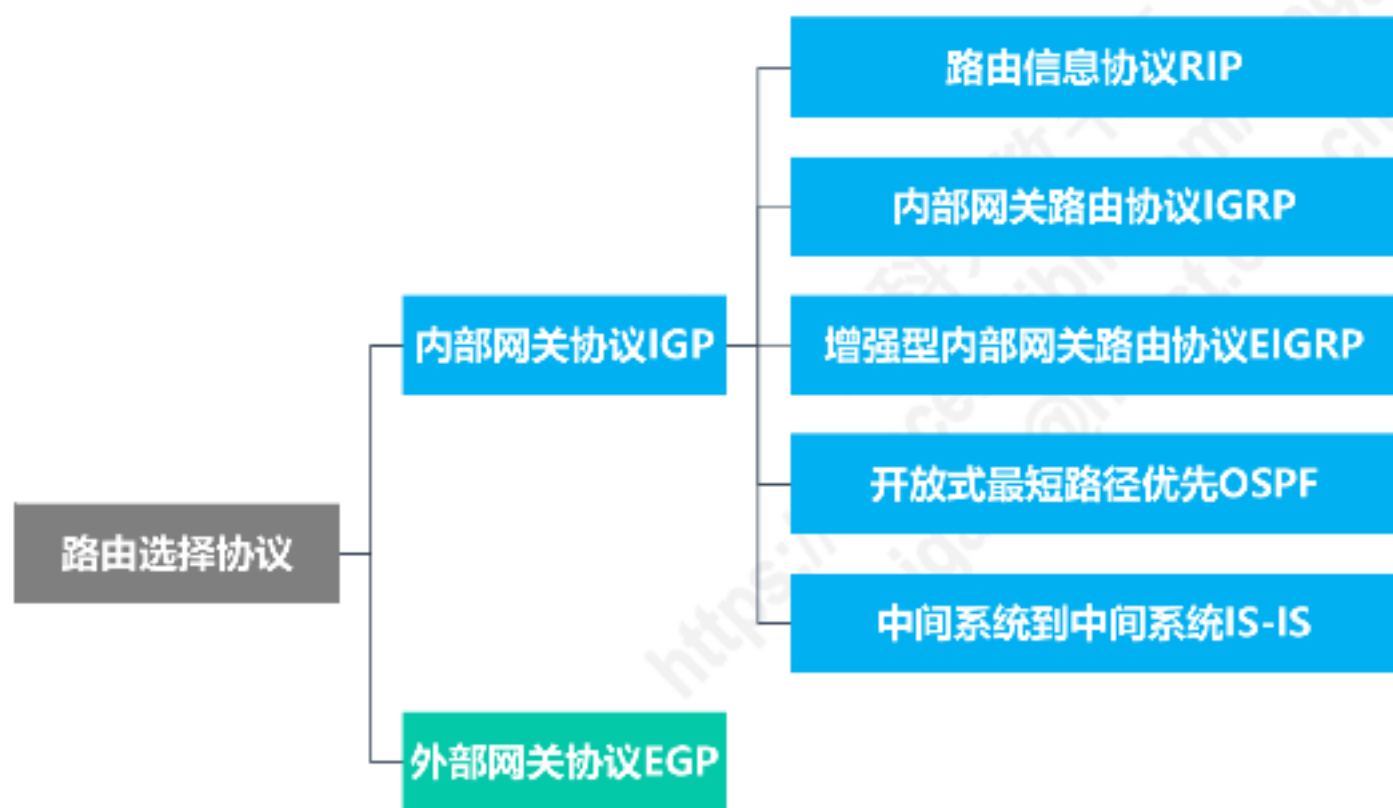 路由信息协议RIP
内部网关路由协议IGRP
内部网关协议IGP
增强型内部网关路由协议EIGRP
开放式最短路径优先OSPF
路由选择协议
中间系统到中间系统IS-IS
外部网关协议EGP